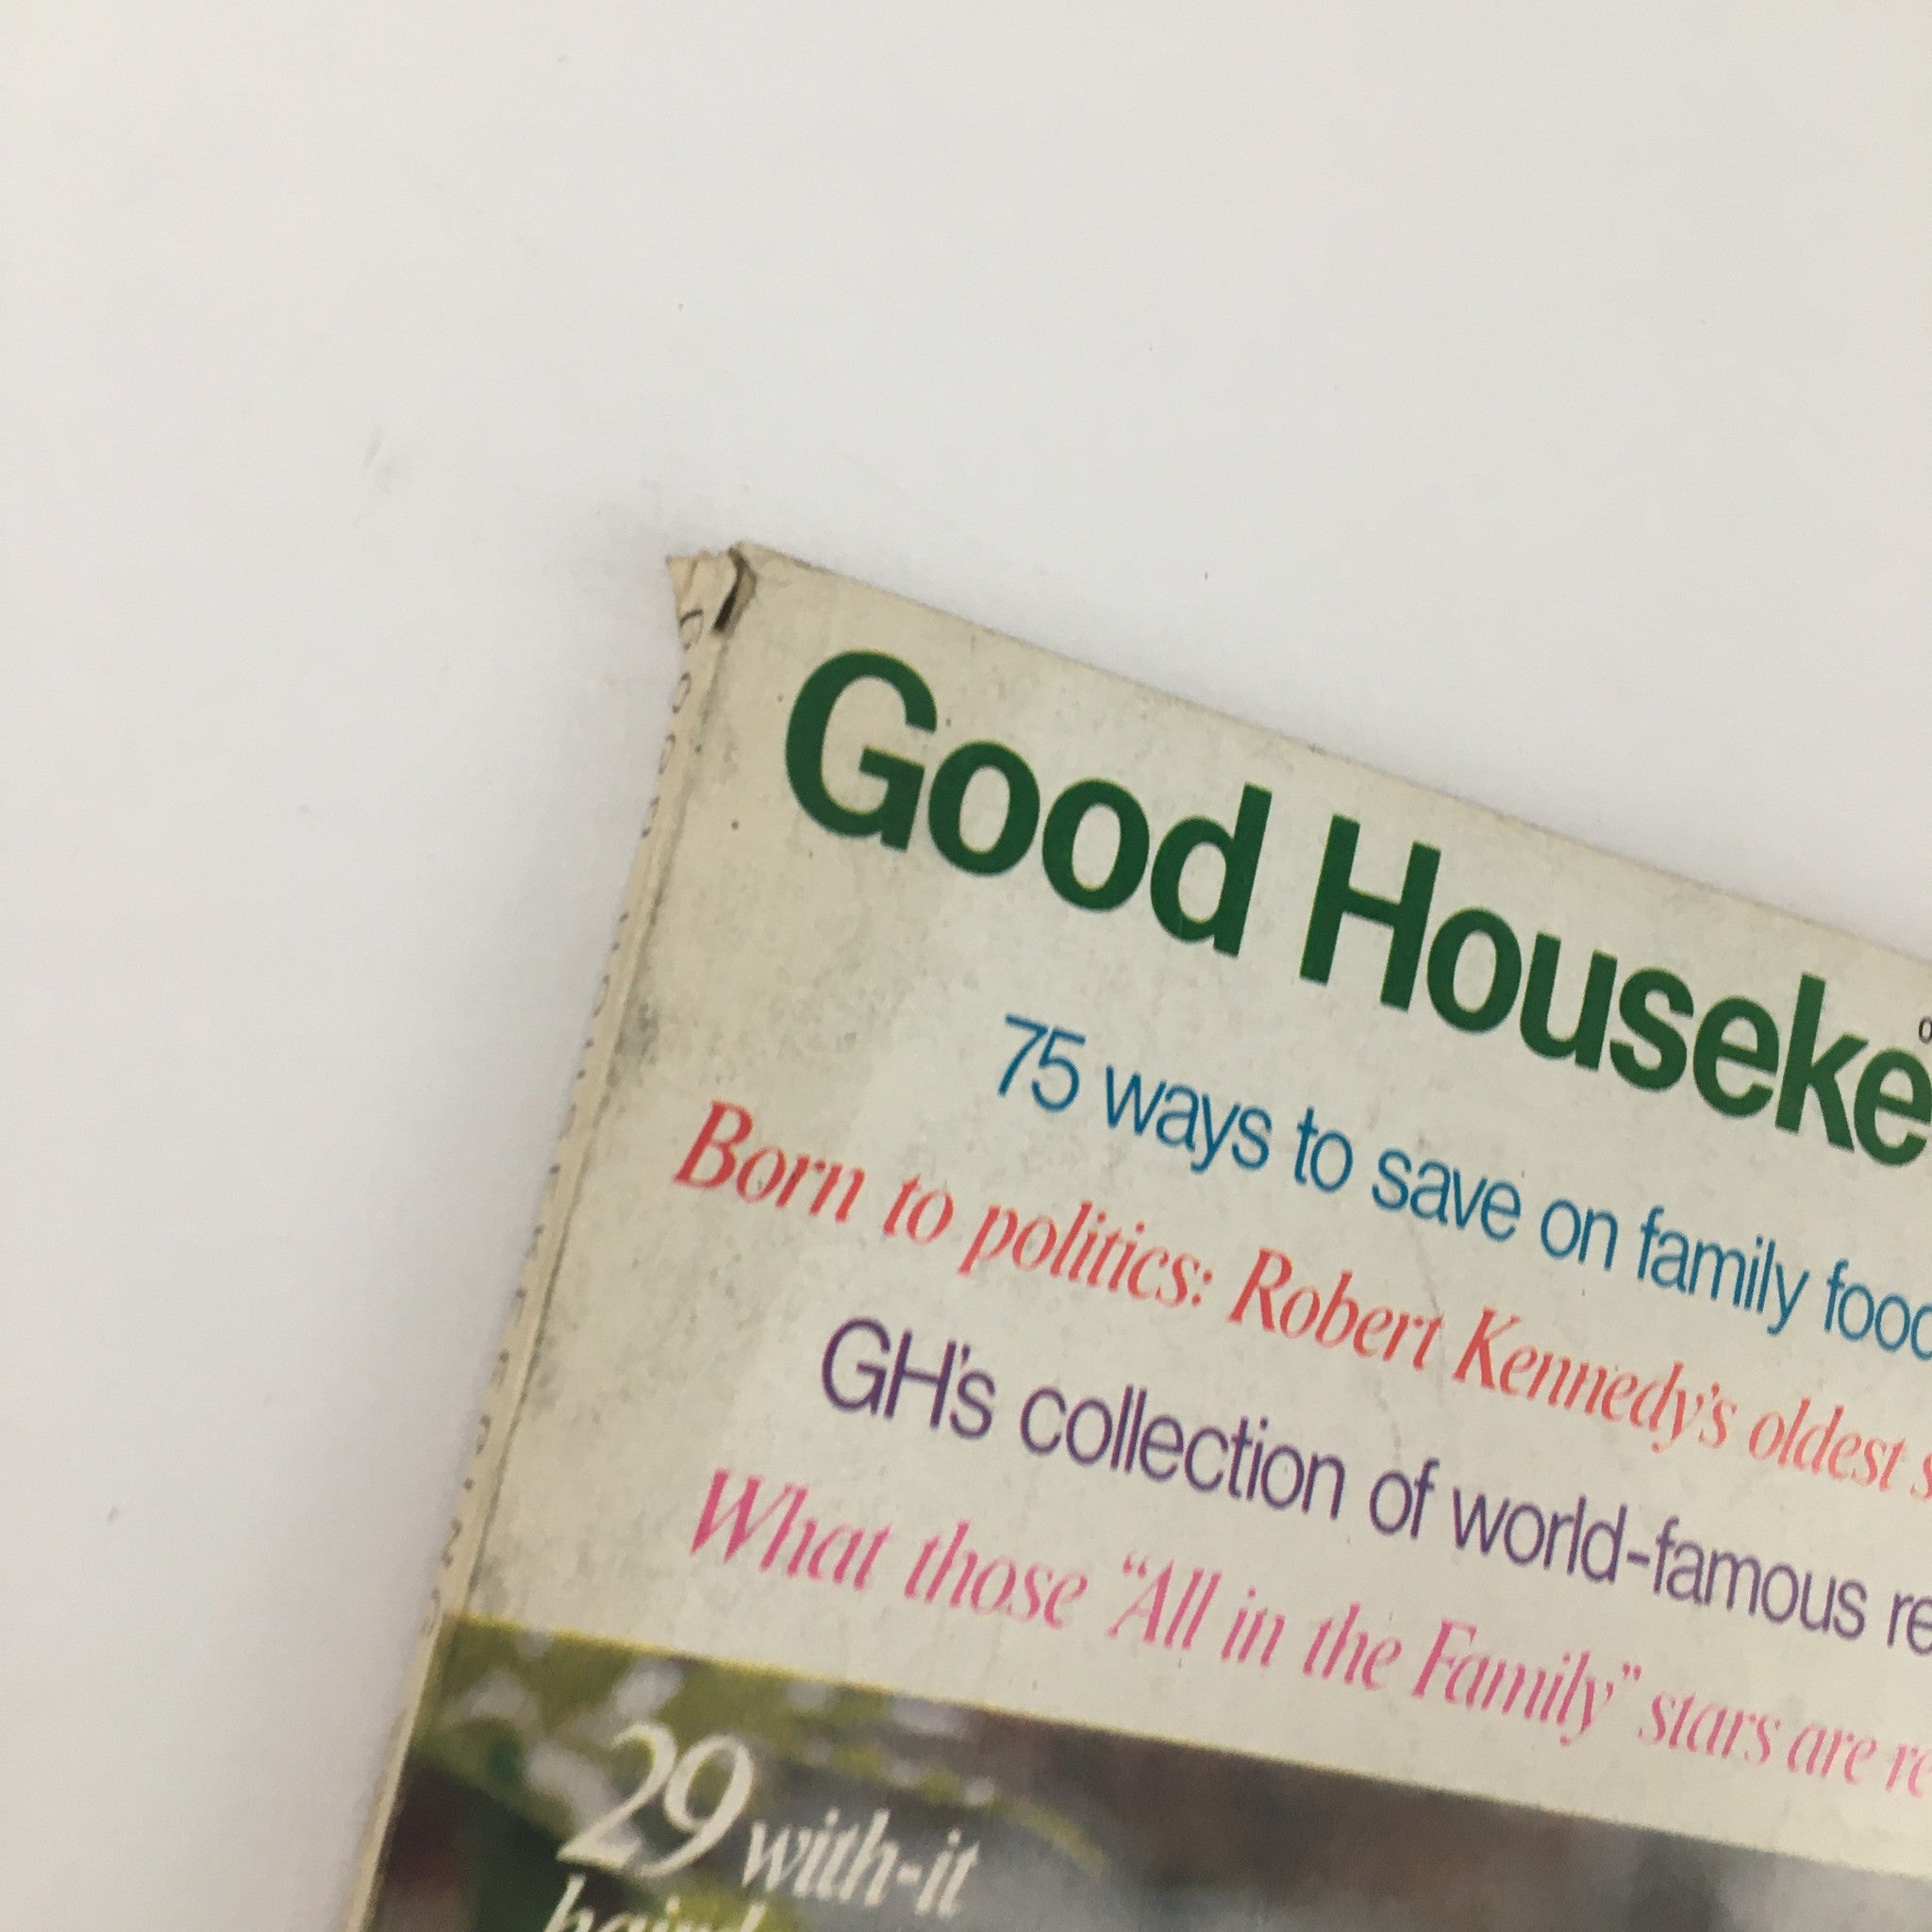 Good Houseke
75 ways to save on family food
Born to politics: Robert Kennedy's oldest s
GH's collection of world-famous re
What those “All in the Family” stars are re
29 with-it